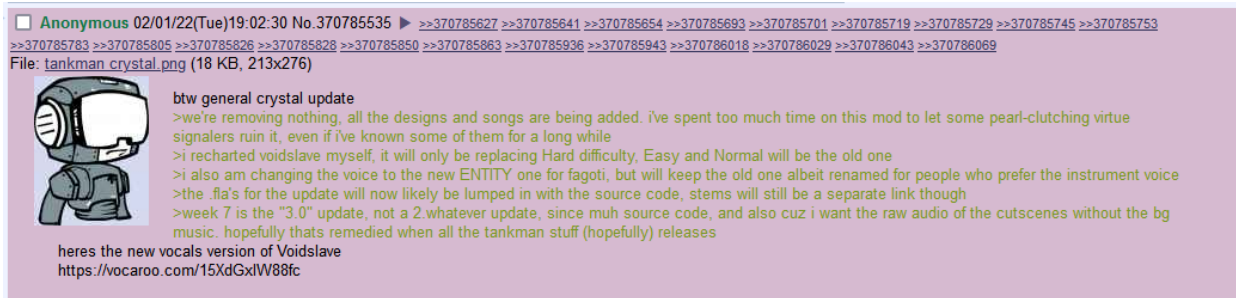 Anonymous 02/01/22(Tue)19:02:30 No.370785535 ▶ >>370785627 >>370785641 >>370785654 >>370785693 >>370785701 >>370785719 >>370785729 >>370785745 >>370785753
>>370785783 >>370785805 >>370785826 >>370785828 >>370785850 >>370785863 >>370785936 >>370785943 >>370786018 >>370786029 >>370786043 >>370786069
File: tankman crystal.png (18 KB, 213x276)
btw general crystal update
>we're removing nothing, all the designs and songs are being added. i've spent too much time on this mod to let some pearl-clutching virtue
signalers ruin it, even if i've known some of them for a long while
>i recharted voidslave myself, it will only be replacing Hard difficulty, Easy and Normal will be the old one
>i also am changing the voice to the new ENTITY one for fagoti, but will keep the old one albeit renamed for people who prefer the instrument voice
>the .fla's for the update will now likely be lumped in with the source code, stems will still be a separate link though
>week 7 is the "3.0" update, not a 2.whatever update, since muh source code, and also cuz i want the raw audio of the cutscenes without the bg
music. hopefully thats remedied when all the tankman stuff (hopefully) releases
heres the new vocals version of Voidslave
https://vocaroo.com/15XdGxlW88fc